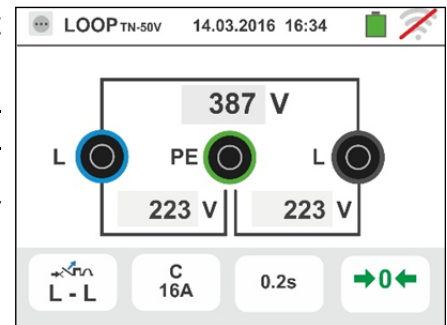 LOOP TN-50V 14.03.2016 16:34
387 V
L PE L
223 V 223 V
L - L C 16A 0.2s →0←